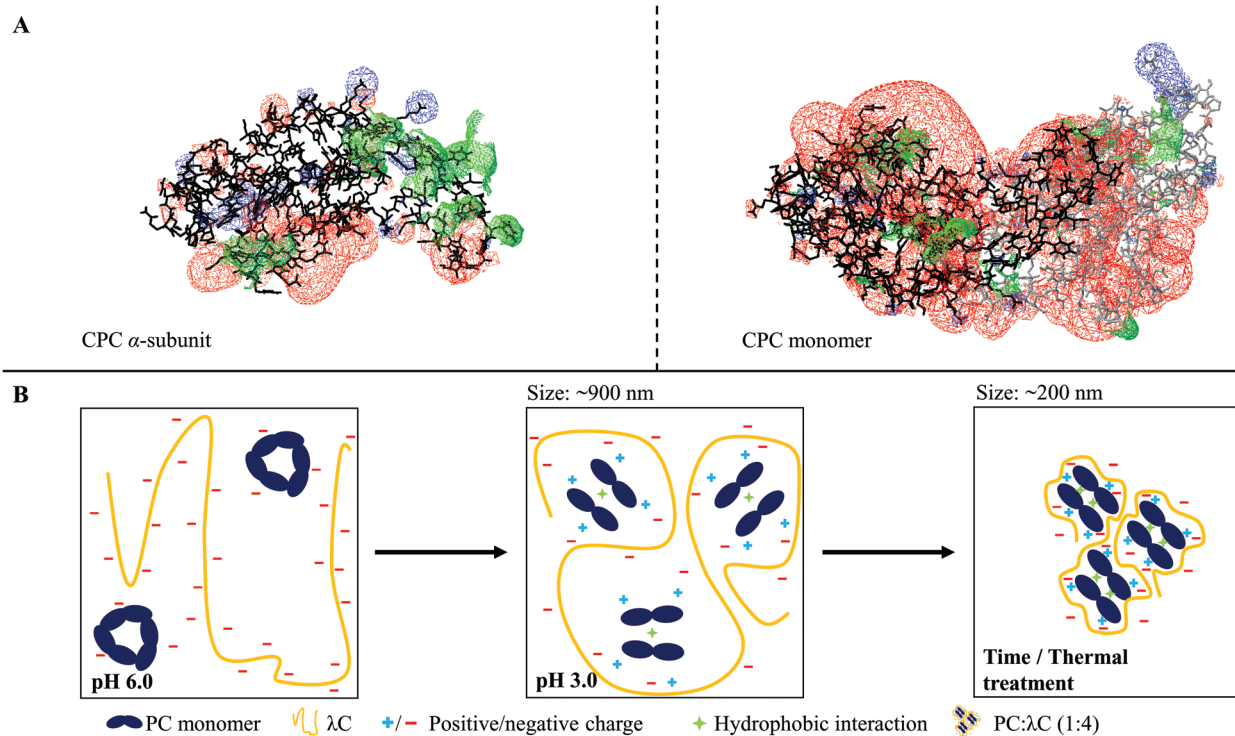 A
CPC α-subunit
CPC monomer
B
Size: ~900 nm
Size: ~200 nm
pH 6.0
pH 3.0
Time / Thermal
treatment
PC monomer
λC
+/− Positive/negative charge
Hydrophobic interaction
PC:λC (1:4)